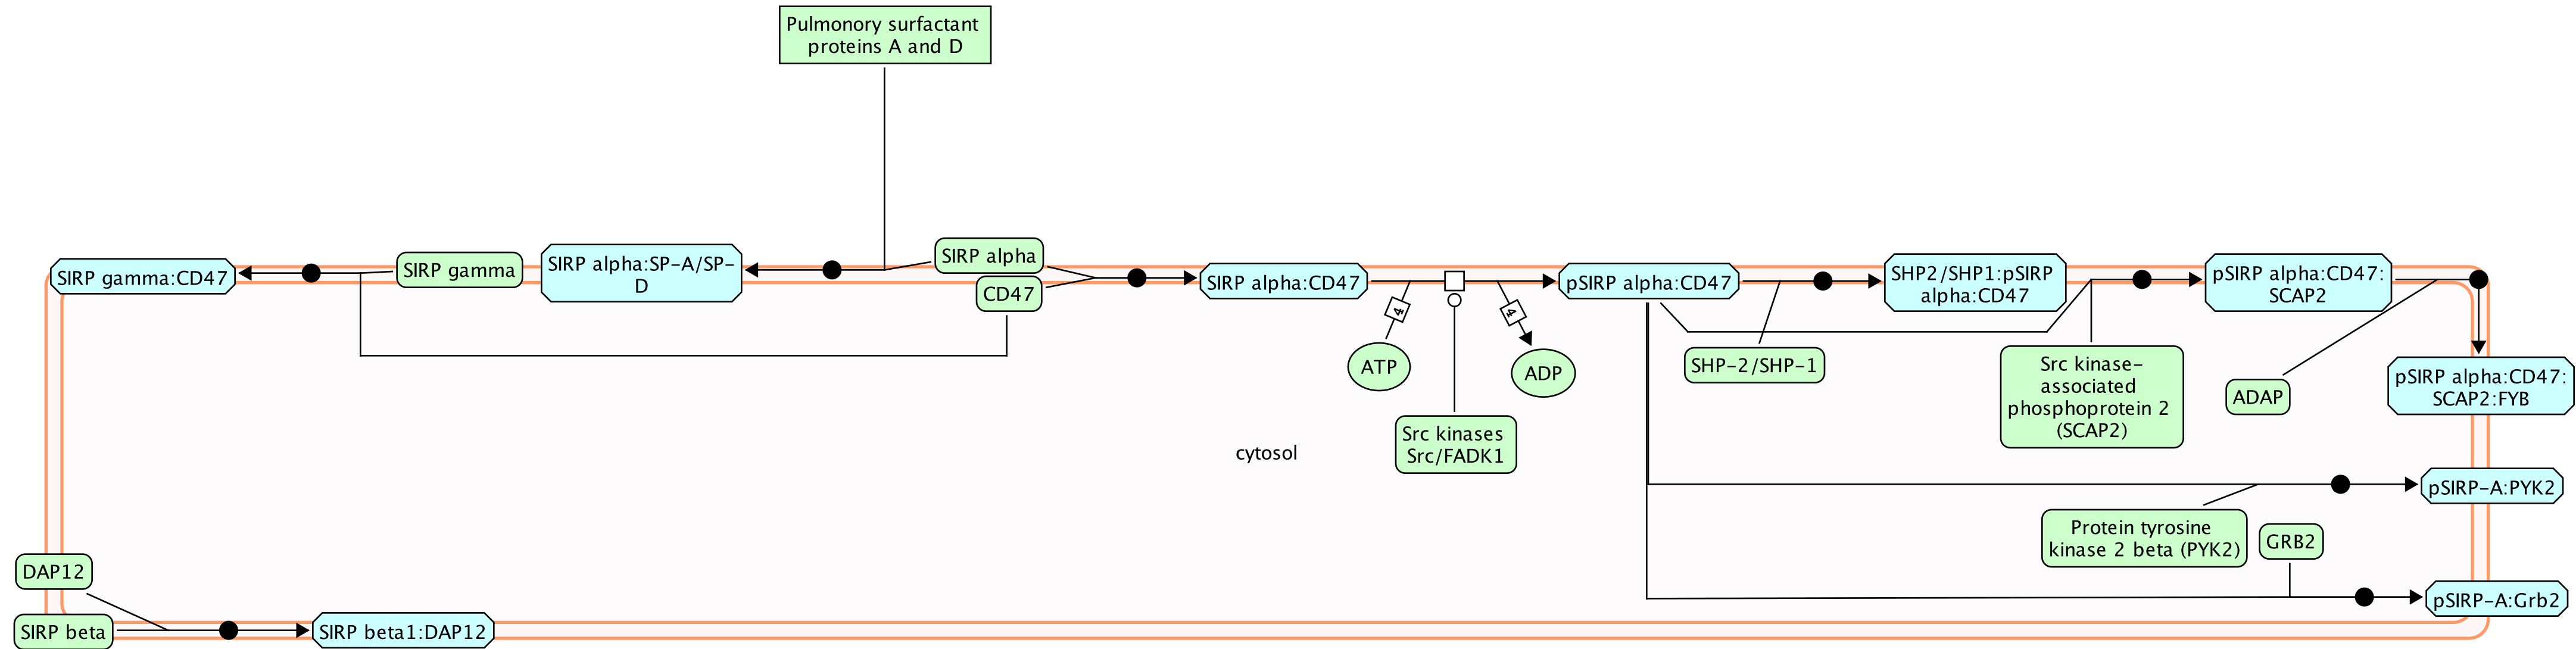 Pulmonory surfactant
proteins A and D
SIRP gamma:CD47
SIRP gamma
SIRP alpha:SP-A/SP-
D
SIRP alpha
CD47
SIRP alpha:CD47
4
ATP
4
ADP
Src kinases
Src/FADK1
pSIRP alpha:CD47
SHP-2/SHP-1
SHP2/SHP1:pSIRP
alpha:CD47
Src kinase-
associated
phosphoprotein 2
(SCAP2)
pSIRP alpha:CD47:
SCAP2
ADAP
pSIRP alpha:CD47:
SCAP2:FYB
cytosol
pSIRP-A:PYK2
Protein tyrosine
kinase 2 beta (PYK2)
GRB2
pSIRP-A:Grb2
DAP12
SIRP beta
SIRP beta1:DAP12